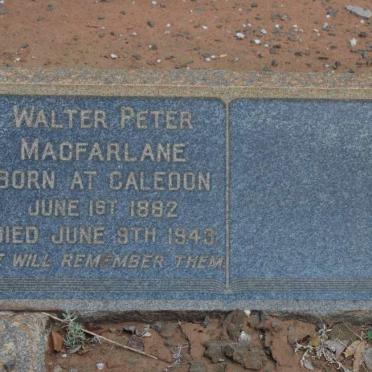 WALTER PETER
MACFARLANE
BORN AT CALEDON
JUNE 1ST 1882
DIED JUNE 9TH 1943
WILL REMEMBER THEM.